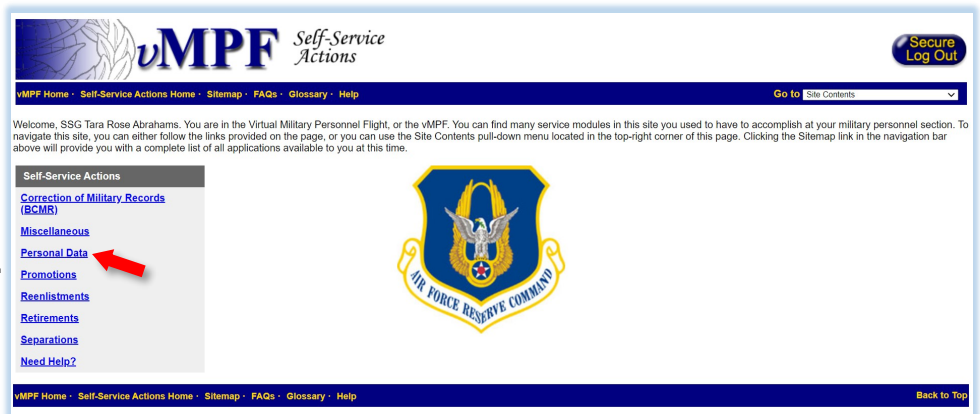 vMPF Self-Service
Actions
Secure
Log Out
vMPF Home · Self-Service Actions Home · Sitemap · FAQs · Glossary · Help
Go to Site Contents
Welcome, SSG Tara Rose Abrahams. You are in the Virtual Military Personnel Flight, or the vMPF. You can find many service modules in this site you used to have to accomplish at your military personnel section. To
navigate this site, you can either follow the links provided on the page, or you can use the Site Contents pull-down menu located in the top-right corner of this page. Clicking the Sitemap link in the navigation bar
above will provide you with a complete list of all applications available to you at this time.
Self-Service Actions
Correction of Military Records
(BCMR)
Miscellaneous
Personal Data
Promotions
Reenlistments
Retirements
Separations
Need Help?
AIR FORCE RESERVE COMMAND
vMPF Home · Self-Service Actions Home · Sitemap · FAQs · Glossary · Help
Back to Top